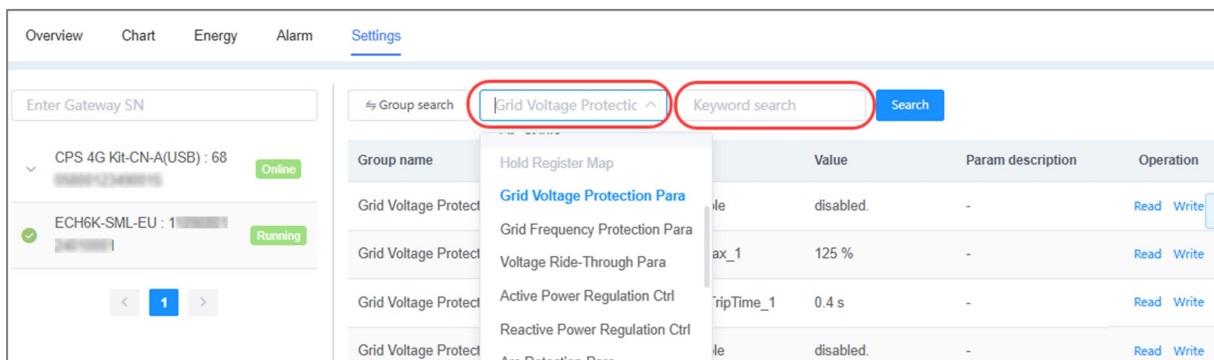 Overview Chart Energy Alarm Settings
Enter Gateway SN
⇋ Group search Grid Voltage Protectic Keyword search Search
CPS 4G Kit-CN-A(USB) : 68
Online
ECH6K-SML-EU : 1
1
Running
< 1 >
Group name Value Param description Operation
Hold Register Map
Grid Voltage Protection Para
Grid Frequency Protection Para
Voltage Ride-Through Para
Active Power Regulation Ctrl
Reactive Power Regulation Ctrl
Grid Voltage Protect ble disabled. - Read Write
Grid Voltage Protect ax_1 125 % - Read Write
Grid Voltage Protect TripTime_1 0.4 s - Read Write
Grid Voltage Protect le disabled. - Read Write